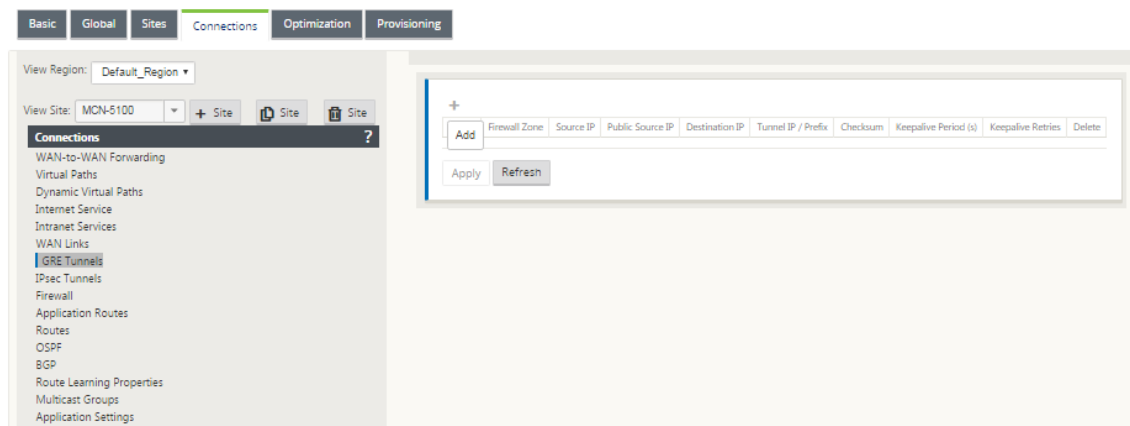 Basic Global Sites Connections Optimization Provisioning
View Region: Default_Region
View Site: MCN-5100 + Site Site Site
Connections ?
WAN-to-WAN Forwarding
Virtual Paths
Dynamic Virtual Paths
Internet Service
Intranet Services
WAN Links
GRE Tunnels
IPsec Tunnels
Firewall
Application Routes
Routes
OSPF
BGP
Route Learning Properties
Multicast Groups
Application Settings
+
Add Firewall Zone Source IP Public Source IP Destination IP Tunnel IP / Prefix Checksum Keepalive Period (s) Keepalive Retries Delete
Apply Refresh